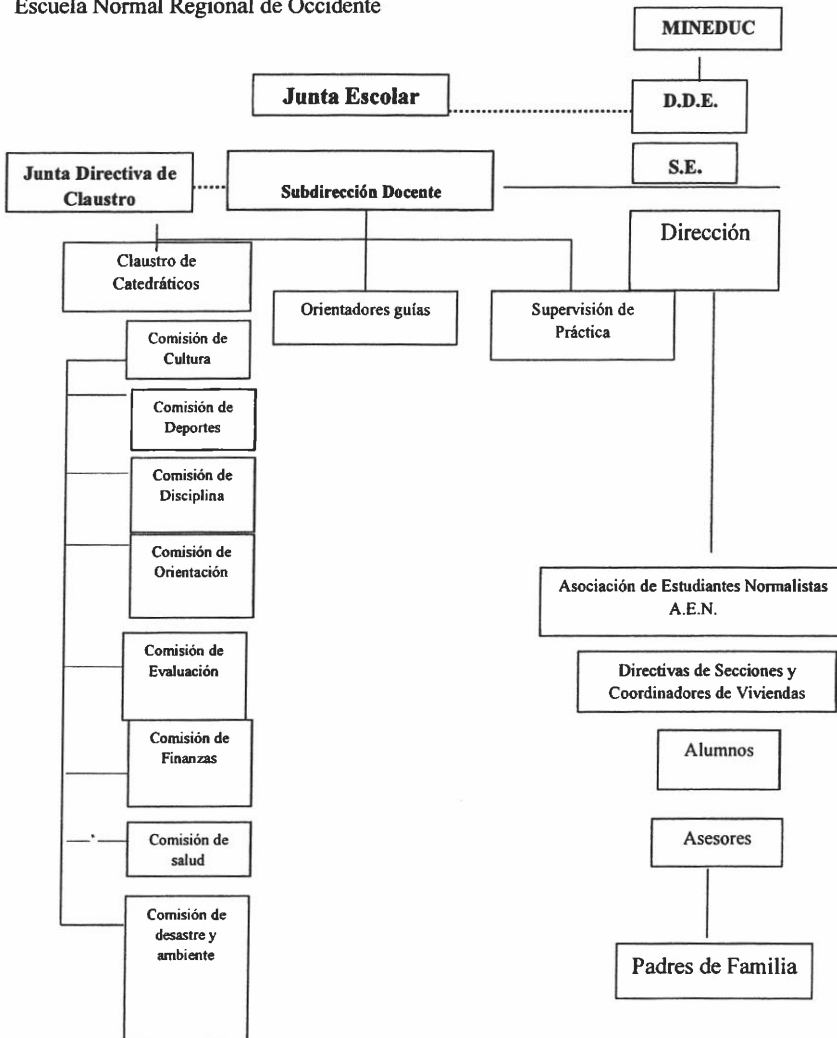 Escuela Normal Regional de Occidente
MINEDUC
Junta Escolar
D.D.E.
S.E.
Junta Directiva de
Claustro
Subdirección Docente
Dirección
Claustro de
Catedráticos
Orientadores guías
Supervisión de
Práctica
Comisión de
Cultura
Comisión de
Deportes
Comisión de
Disciplina
Comisión de
Orientación
Comisión de
Evaluación
Comisión de
Finanzas
Comisión de
salud
Comisión de
desastre y
ambiente
Asociación de Estudiantes Normalistas
A.E.N.
Directivas de Secciones y
Coordinadores de Viviendas
Alumnos
Asesores
Padres de Familia